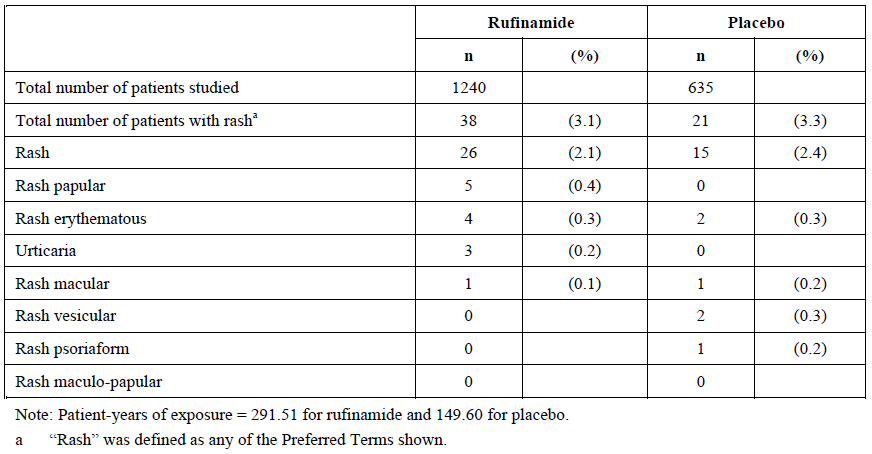 Rufinamide Placebo
n (%) n (%)
Total number of patients studied 1240 635
Total number of patients with rashᵃ 38 (3.1) 21 (3.3)
Rash 26 (2.1) 15 (2.4)
Rash papular 5 (0.4) 0
Rash erythematous 4 (0.3) 2 (0.3)
Urticaria 3 (0.2) 0
Rash macular 1 (0.1) 1 (0.2)
Rash vesicular 0 2 (0.3)
Rash psoriaform 0 1 (0.2)
Rash maculo-papular 0 0
Note: Patient-years of exposure = 291.51 for rufinamide and 149.60 for placebo.
a “Rash” was defined as any of the Preferred Terms shown.